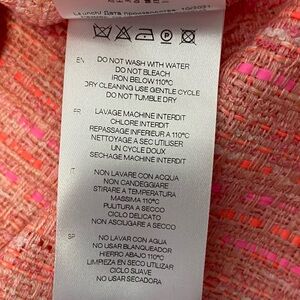 10/2021
EN
DO NOT WASH WITH WATER
DO NOT BLEACH
IRON BELOW 110°C
DRY CLEANING USE GENTLE CYCLE
DO NOT TUMBLE DRY
FR
LAVAGE MACHINE INTERDIT
CHLORE INTERDIT
REPASSAGE INFERIEUR A 110°C
NETTOYAGE A SEC UTILISER
UN CYCLE DOUX
SECHAGE MACHINE INTERDIT
IT
NON LAVARE CON ACQUA
NON CANDEGGIARE
STIRARE A TEMPERATURA
MASSIMA 110°C
PULITURA A SECCO
CICLO DELICATO
NON ASCIUGARE A SECCO
SP
NO LAVAR CON AGUA
NO USAR BLANQUEADOR
HIERRO ABAJO 110°C
LIMPIEZA EN SECO UTILIZAR
CICLO SUAVE
NO USAR SECADORA